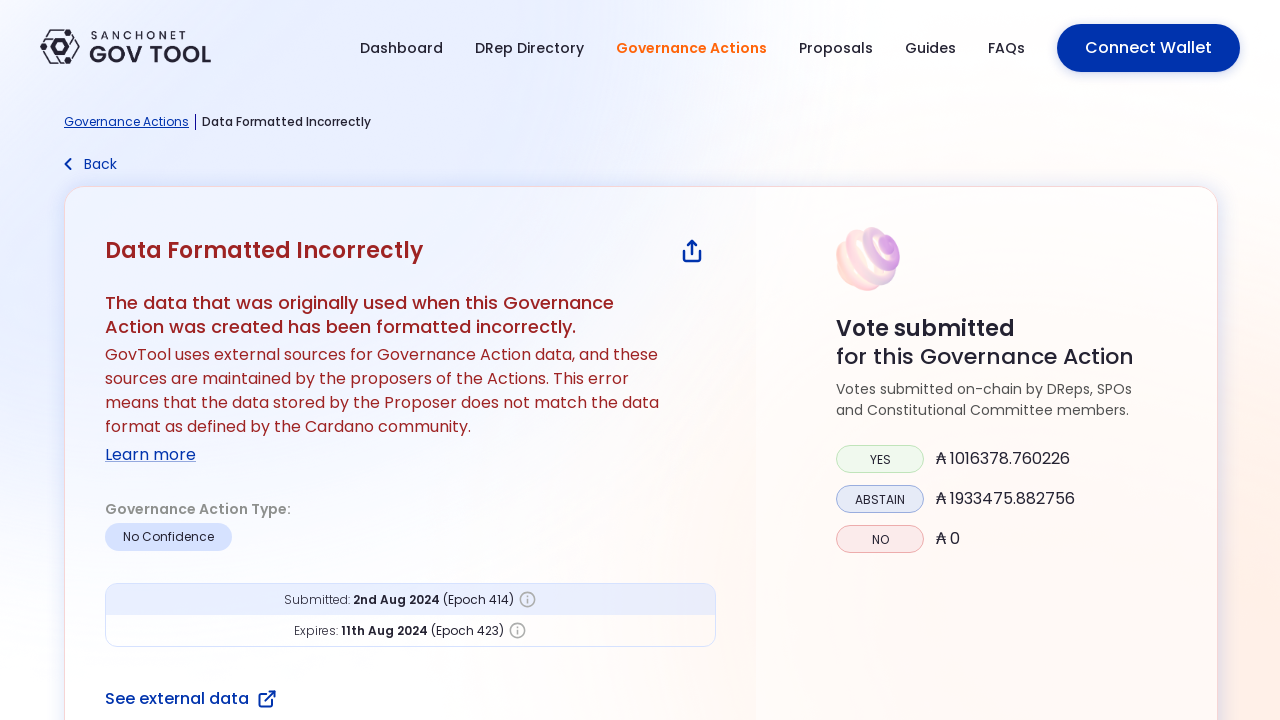 SANCHONET
GOV TOOL
Dashboard
DRep Directory
Governance Actions
Proposals
Guides
FAQs
Connect Wallet
Governance Actions | Data Formatted Incorrectly
Back
Data Formatted Incorrectly
The data that was originally used when this Governance
Action was created has been formatted incorrectly.
GovTool uses external sources for Governance Action data, and these
sources are maintained by the proposers of the Actions. This error
means that the data stored by the Proposer does not match the data
format as defined by the Cardano community.
Learn more
Governance Action Type:
No Confidence
Submitted: 2nd Aug 2024 (Epoch 414)
Expires: 11th Aug 2024 (Epoch 423)
See external data
Vote submitted
for this Governance Action
Votes submitted on-chain by DReps, SPOs
and Constitutional Committee members.
YES ₳ 1016378.760226
ABSTAIN ₳ 1933475.882756
NO ₳ 0